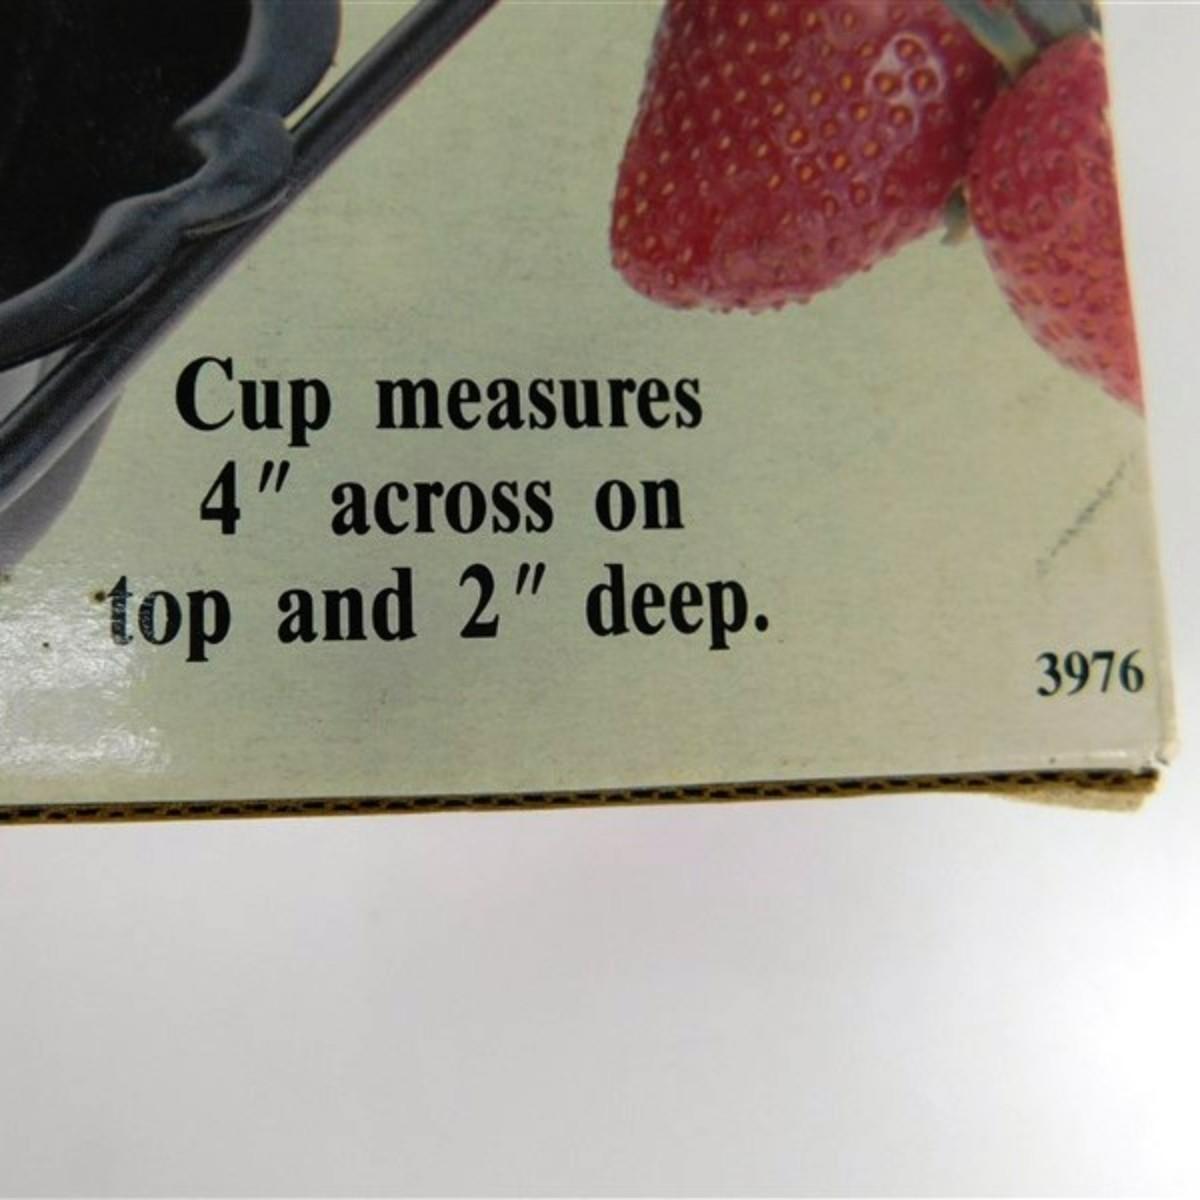 Cup measures
4" across on
top and 2" deep.
3976